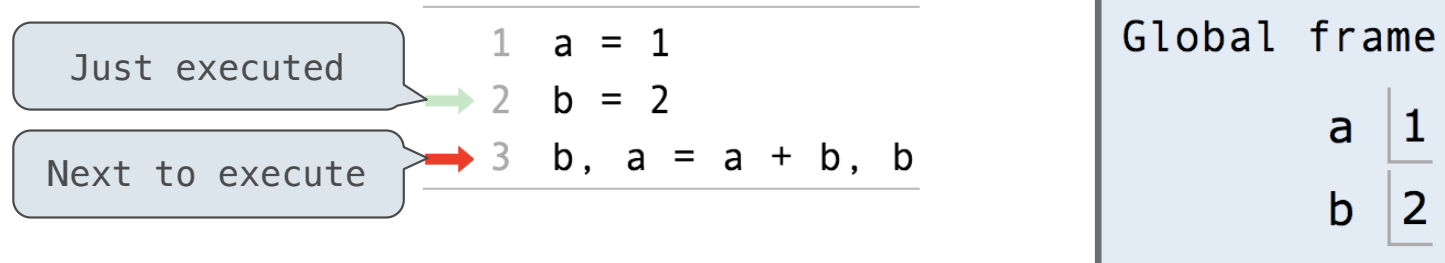 Just executed
Next to execute
1 a = 1
2 b = 2
3 b, a = a + b, b
Global frame
a 1
b 2